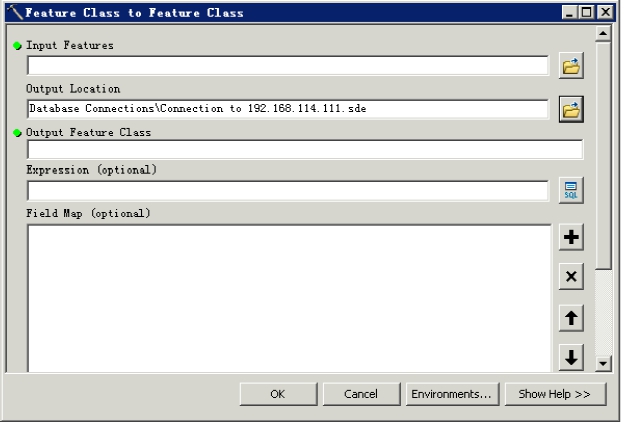 Feature Class to Feature Class
Input Features
Output Location
Database Connections\Connection to 192.168.114.111.sde
Output Feature Class
Expression (optional)
SQL
Field Map (optional)
OK
Cancel
Environments...
Show Help >>